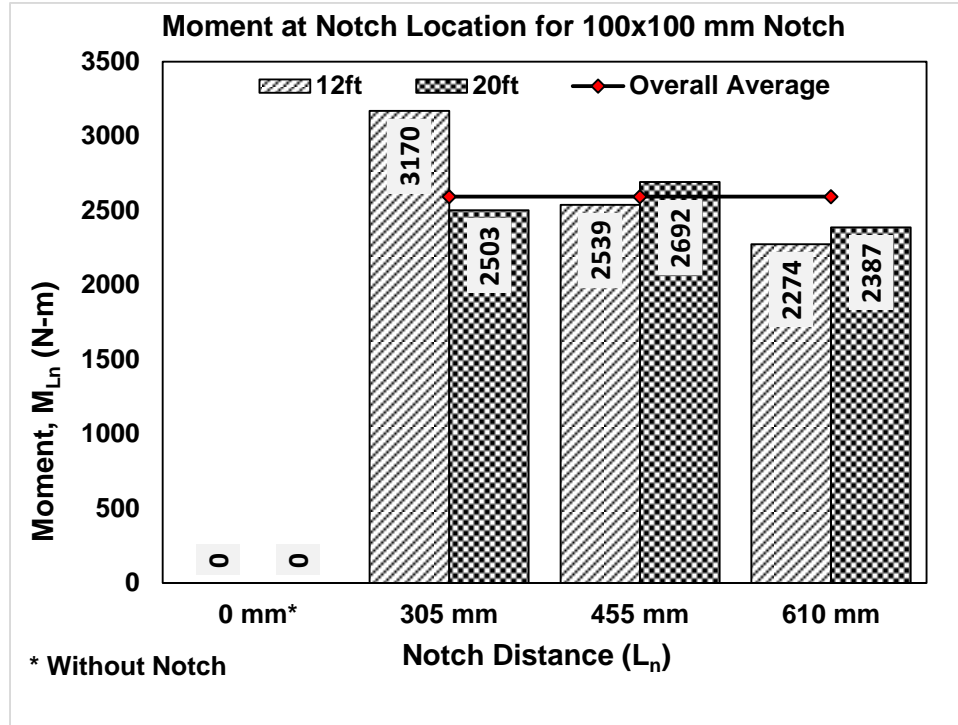 Moment at Notch Location for 100x100 mm Notch
12ft 20ft Overall Average
3500
3000
2500
2000
1500
1000
500
0
Moment, M_Ln (N-m)
0 0 3170 2503 2539 2692 2274 2387
0 mm* 305 mm 455 mm 610 mm
Notch Distance (Ln)
* Without Notch